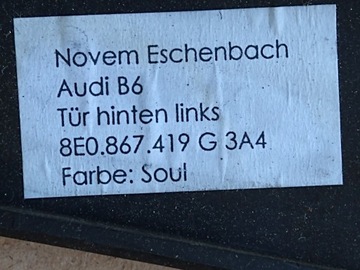 Novem Eschenbach
Audi B6
Tür hinten links
8E0.867.419 G 3A4
Farbe: Soul